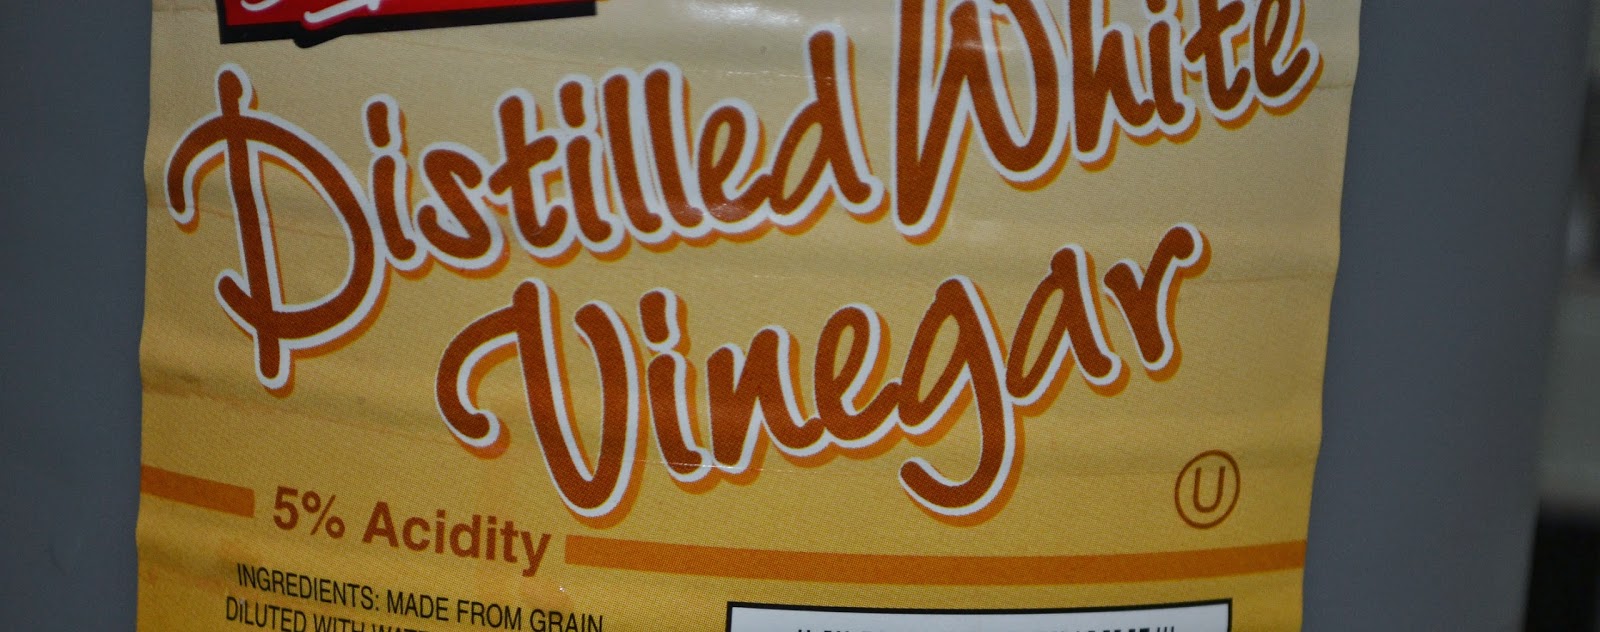 Distilled White
Vinegar
U
5% Acidity
INGREDIENTS: MADE FROM GRAIN
DILUTED WITH